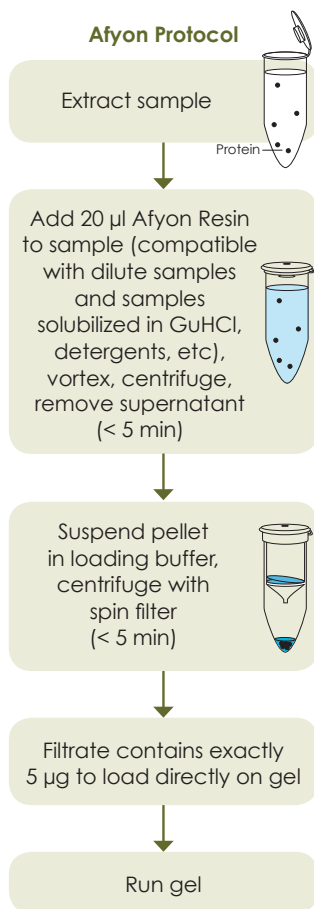 Afyon Protocol
Extract sample
Protein
Add 20 µl Afyon Resin
to sample (compatible
with dilute samples
and samples
solubilized in GuHCl,
detergents, etc),
vortex, centrifuge,
remove supernatant
(< 5 min)
Suspend pellet
in loading buffer,
centrifuge with
spin filter
(< 5 min)
Filtrate contains exactly
5 µg to load directly on gel
Run gel